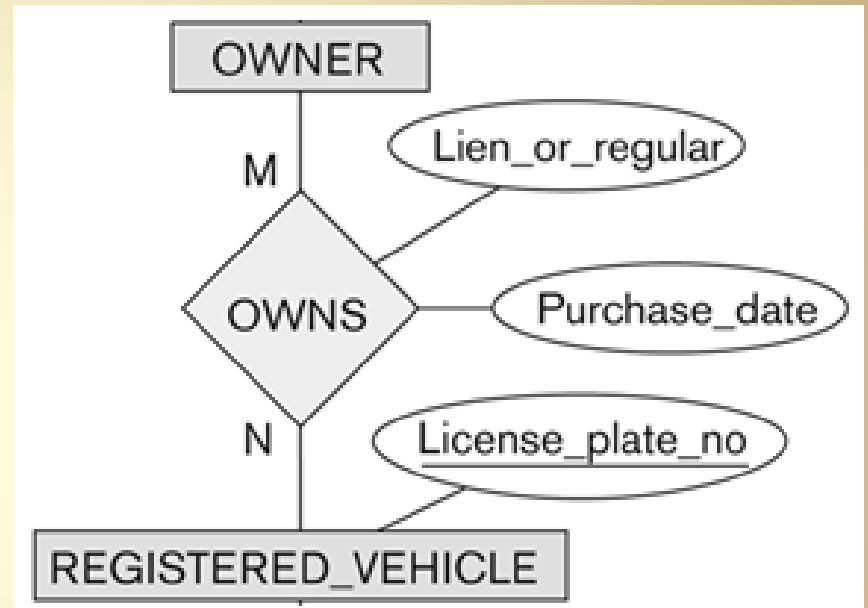 OWNER
Lien_or_regular
M
OWNS
Purchase_date
N
License_plate_no
REGISTERED_VEHICLE